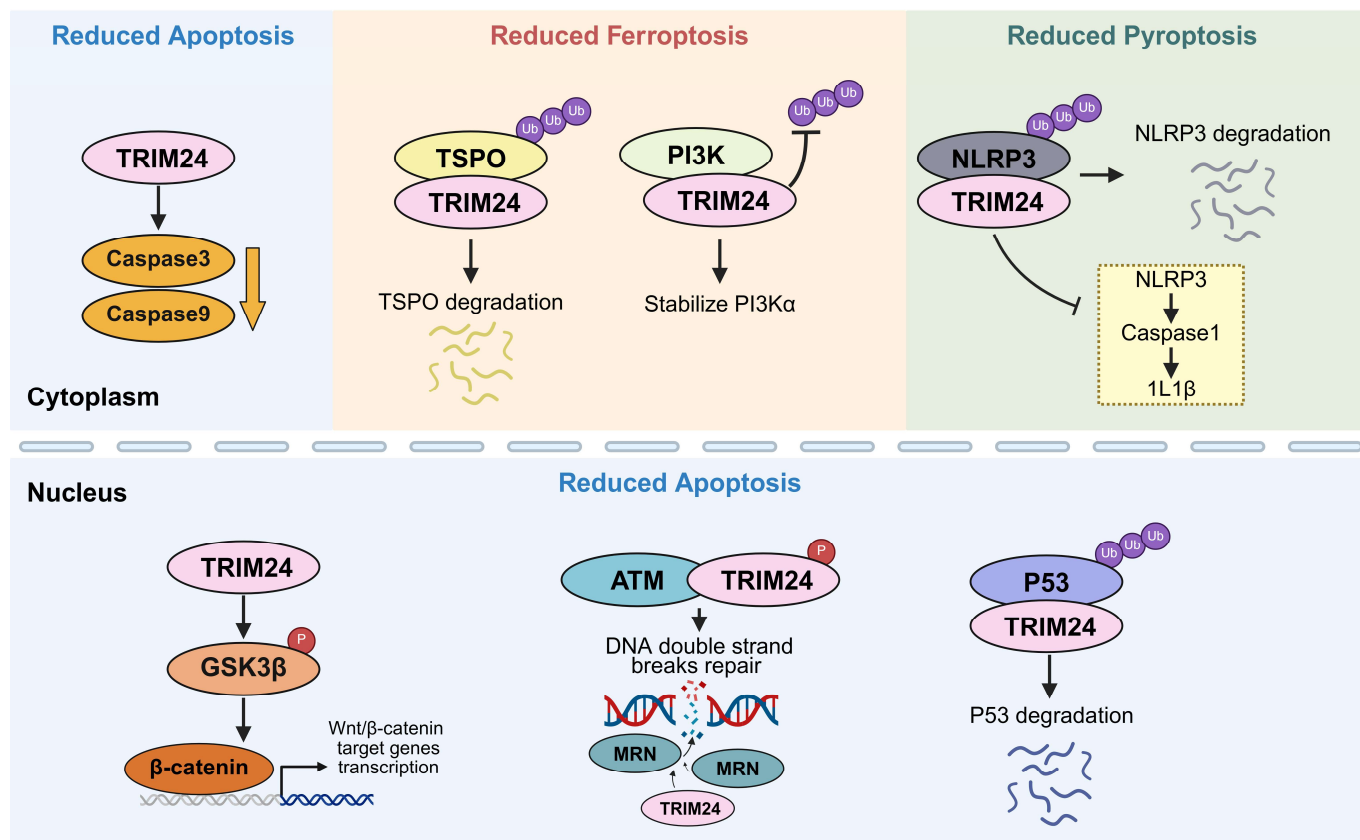 Reduced Apoptosis
TRIM24
Caspase3
Caspase9
Cytoplasm
Reduced Ferroptosis
Ub Ub Ub
TSPO
TRIM24
TSPO degradation
Ub Ub Ub
PI3K
TRIM24
Stabilize PI3Kα
Reduced Pyroptosis
Ub Ub Ub
NLRP3
TRIM24
NLRP3 degradation
NLRP3
Caspase1
1L1β
Nucleus
Reduced Apoptosis
TRIM24
P
GSK3β
β-catenin
Wnt/β-catenin
target genes
transcription
P
ATM
TRIM24
DNA double strand
breaks repair
MRN
MRN
TRIM24
Ub Ub Ub
P53
TRIM24
P53 degradation